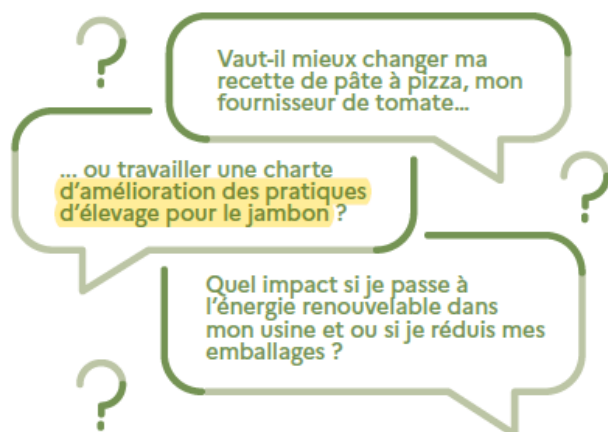 Vaut-il mieux changer ma
recette de pâte à pizza, mon
fournisseur de tomate...
... ou travailler une charte
d'amélioration des pratiques
d'élevage pour le jambon ?
Quel impact si je passe à
l'énergie renouvelable dans
mon usine et ou si je réduis mes
emballages ?